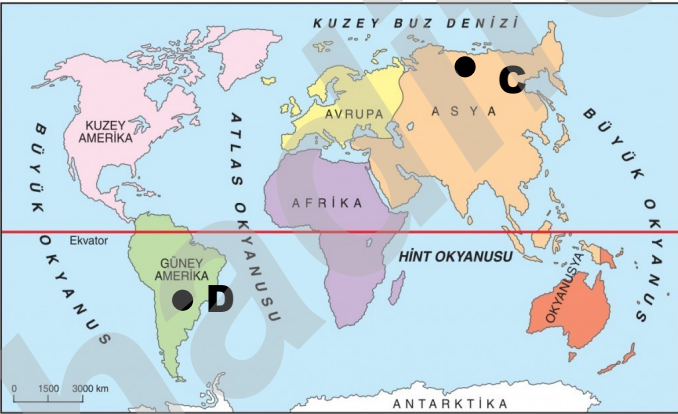 KUZEY BUZ DENİZİ
C
AVRUPA
ASYA
KUZEY
AMERİKA
ATLAS OKYANUSU
BÜYÜK OKYANUS
BÜYÜK OKYANUS
AFRİKA
Ekvator
HİNT OKYANUSU
GÜNEY
AMERİKA
D
OKYANUSYA
0 1500 3000 km
ANTARKTİKA